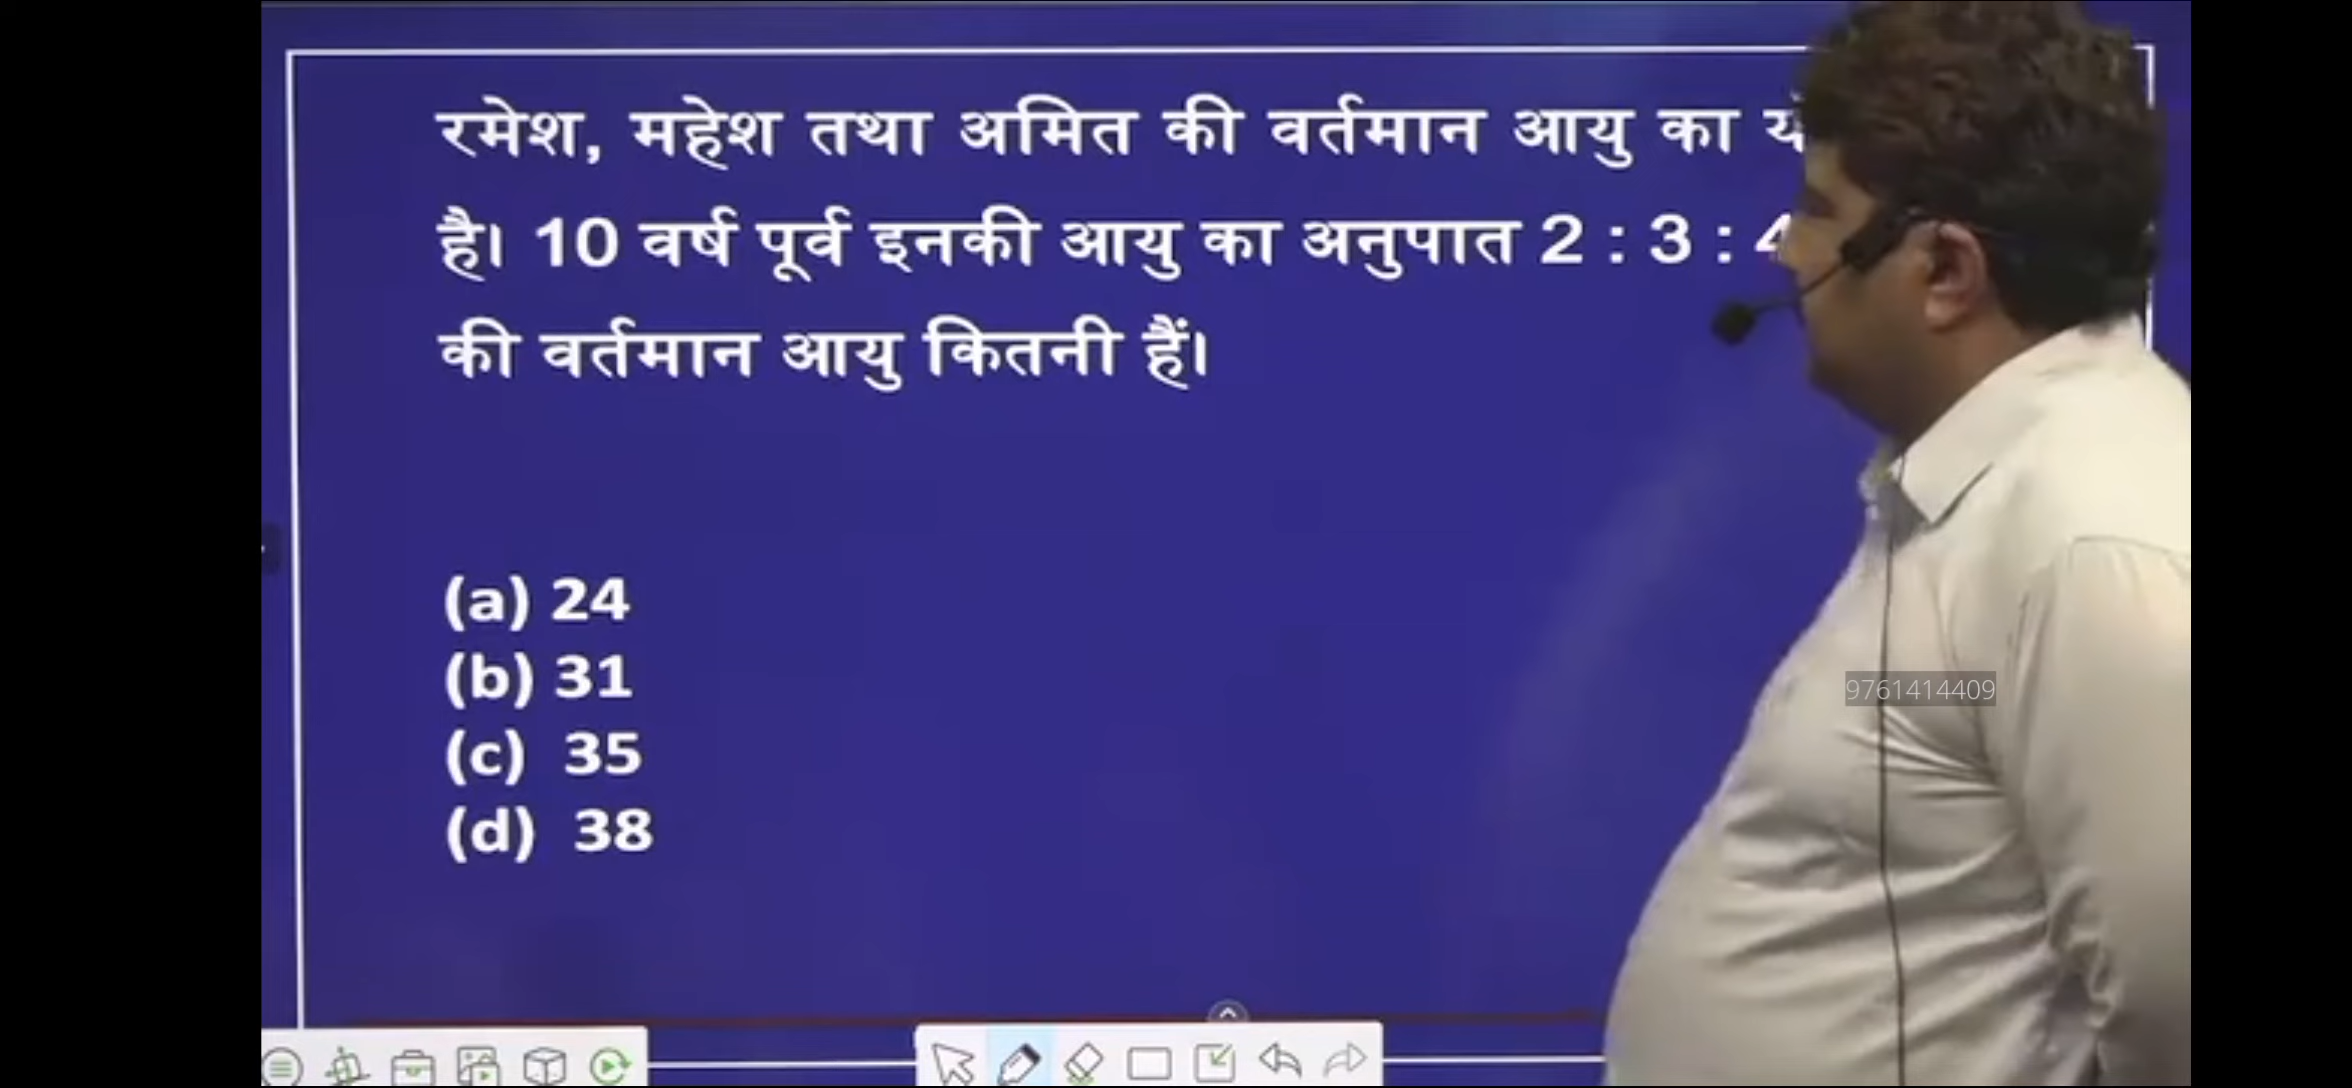 रमेश, महेश तथा अमित की वर्तमान आयु का
है। 10 वर्ष पूर्व इनकी आयु का अनुपात 2 : 3 : 4
की वर्तमान आयु कितनी हैं।
(a) 24
(b) 31
(c) 35
(d) 38
9761414409